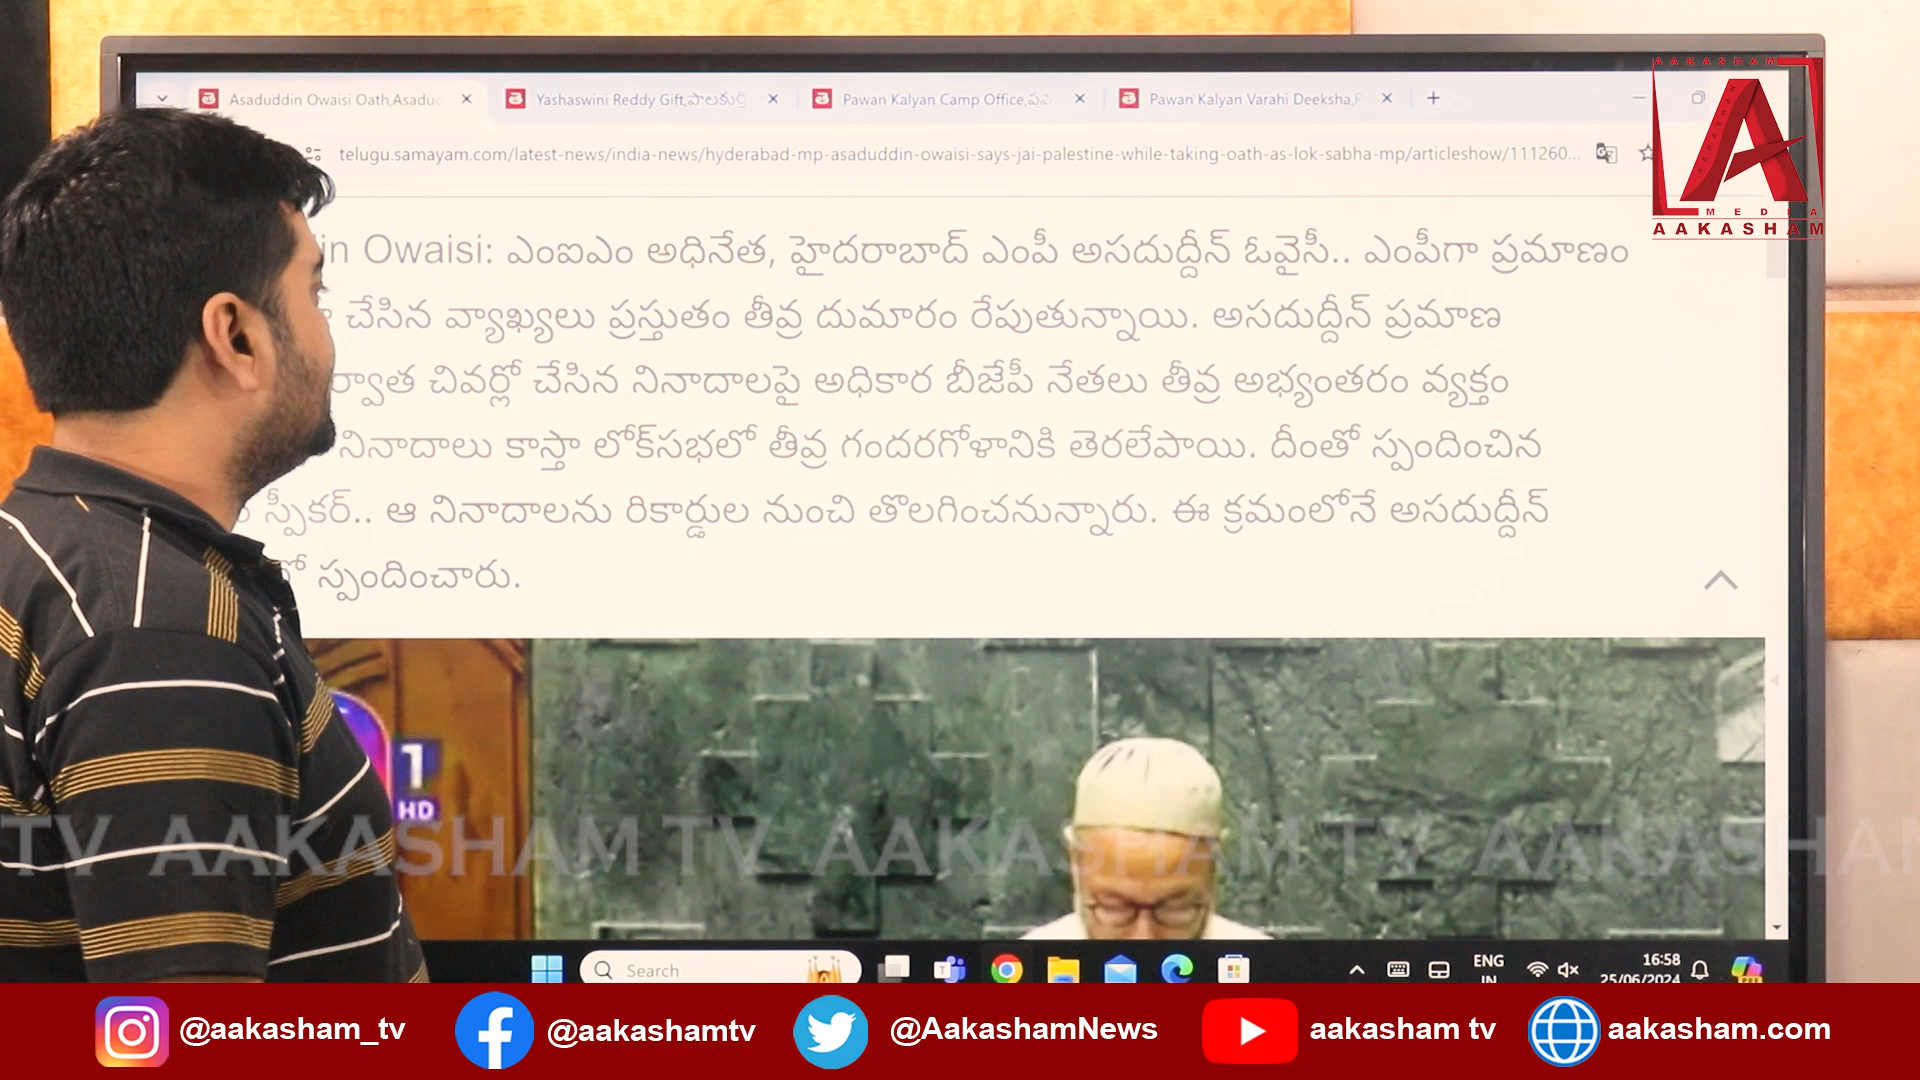 Asaduddin Owaisi Oath,Asadud
Yashaswini Reddy Gift,పాలకుర్తి
Pawan Kalyan Camp Office,పవ
Pawan Kalyan Varahi Deeksha,P
telugu.samayam.com/latest-news/india-news/hyderabad-mp-asaduddin-owaisi-says-jai-palestine-while-taking-oath-as-lok-sabha-mp/articleshow/111260...
AAKASHAM
MEDIA
AAKASHAM
in Owaisi: ఎంఐఎం అధినేత, హైదరాబాద్ ఎంపీ అసదుద్దీన్ ఓవైసీ.. ఎంపీగా ప్రమాణం
చేసిన వ్యాఖ్యలు ప్రస్తుతం తీవ్ర దుమారం రేపుతున్నాయి. అసదుద్దీన్ ప్రమాణ
ర్వాత చివర్లో చేసిన నినాదాలపై అధికార బీజేపీ నేతలు తీవ్ర అభ్యంతరం వ్యక్తం
నినాదాలు కాస్తా లోక్‌సభలో తీవ్ర గందరగోళానికి తెరలేపాయి. దీంతో స్పందించిన
స్పీకర్.. ఆ నినాదాలను రికార్డుల నుంచి తొలగించనున్నారు. ఈ క్రమంలోనే అసదుద్దీన్
స్పందించారు.
1
HD
TV AAKASHAM TV AAKASHAM TV AAKASHAM
Search
ENG
IN
16:58
25/06/2024
@aakasham_tv
@aakashamtv
@AakashamNews
aakasham tv
aakasham.com